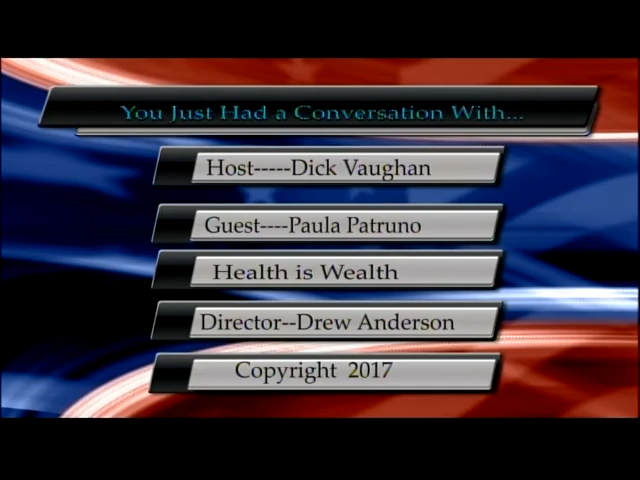 You Just Had a Conversation With...
Host-----Dick Vaughan
Guest----Paula Patruno
Health is Wealth
Director--Drew Anderson
Copyright 2017